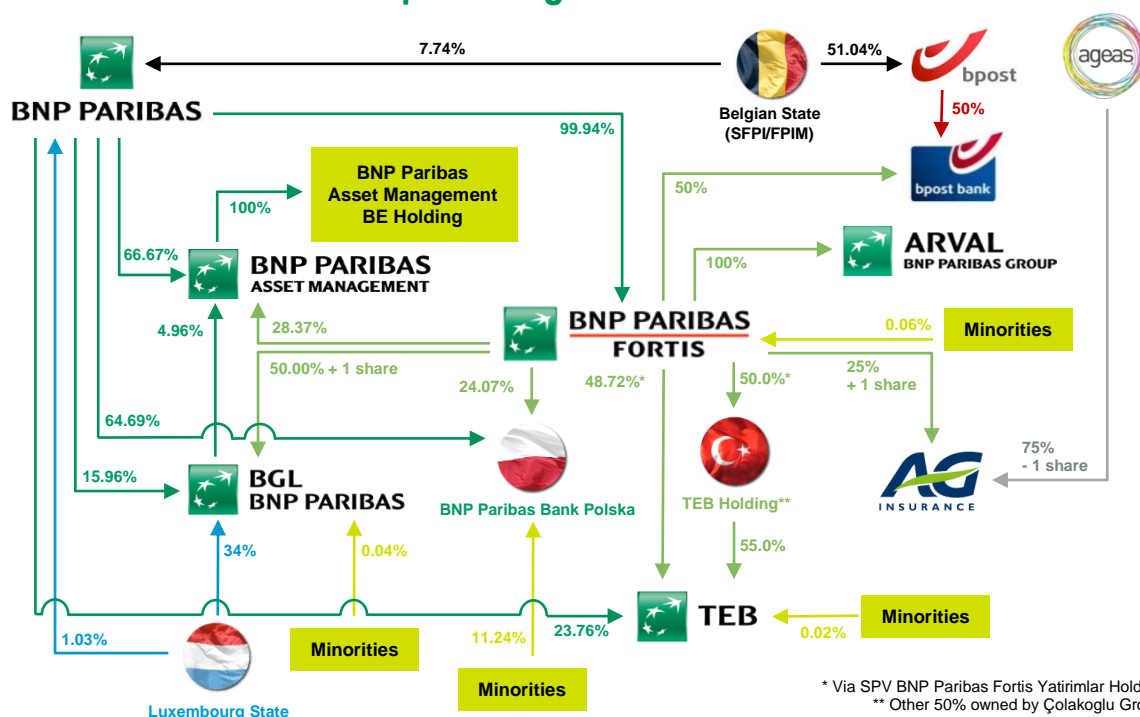 7.74%
51.04%
ageas
bpost
BNP PARIBAS
Belgian State
(SFPI/FPIM)
50%
99.94%
BNP Paribas
Asset Management
BE Holding
100%
50%
bpost bank
66.67%
BNP PARIBAS
ASSET MANAGEMENT
100%
ARVAL
BNP PARIBAS GROUP
4.96%
28.37%
BNP PARIBAS
FORTIS
0.06%
Minorities
50.00% + 1 share
24.07%
48.72%*
50.0%*
25%
+ 1 share
64.69%
75%
- 1 share
15.96%
BGL
BNP PARIBAS
BNP Paribas Bank Polska
TEB Holding**
AG
INSURANCE
34%
0.04%
55.0%
1.03%
Minorities
11.24%
23.76%
TEB
0.02%
Minorities
Minorities
Luxembourg State
* Via SPV BNP Paribas Fortis Yatirimlar Hold
** Other 50% owned by Çolakoglu Gro